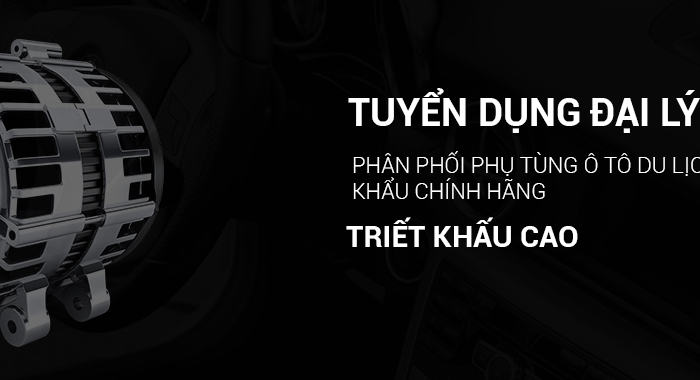 TUYỂN DỤNG ĐẠI LÝ
PHÂN PHỐI PHỤ TÙNG Ô TÔ DU
KHẨU CHÍNH HÃNG
TRIẾT KHẤU CAO